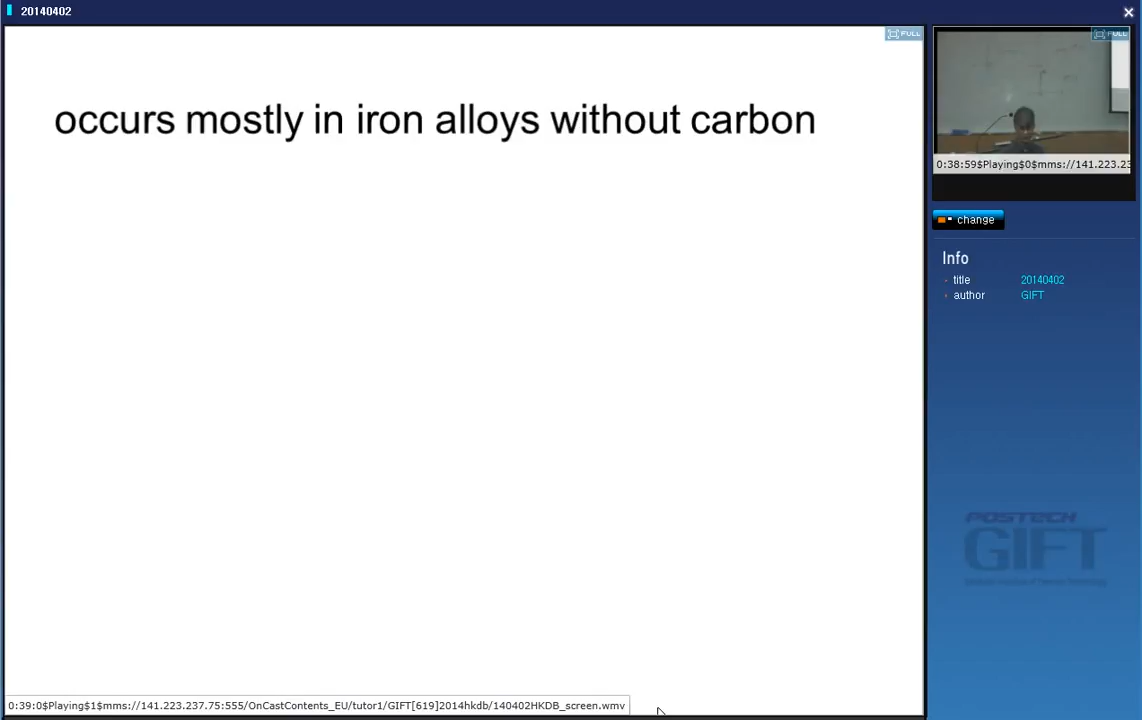 20140402
FULL
occurs mostly in iron alloys without carbon
FULL
0:38:59$Playing$0$mms://141.223.23
change
Info
title 20140402
author GIFT
POSTECH
GIFT
0:39:0$Playing$1$mms://141.223.237.75:555/OnCastContents_EU/tutor1/GIFT[619]2014hkdb/140402HKDB_screen.wmv